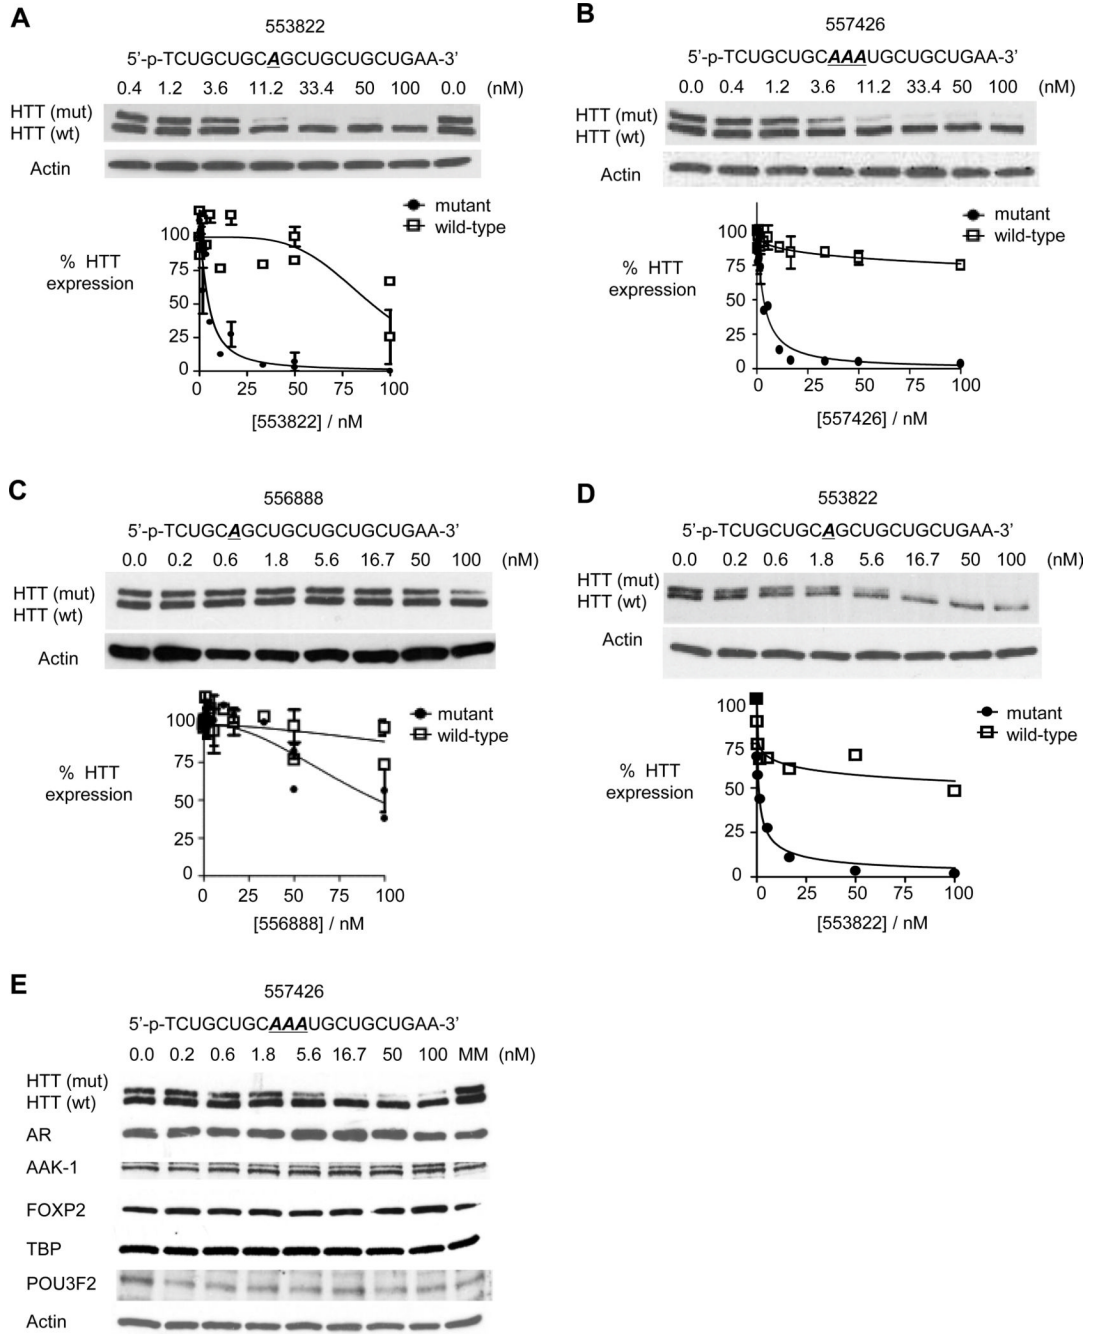 A
553822
5'-p-TCUGCUGCAGCUGCUGCUGAA-3'
0.4 1.2 3.6 11.2 33.4 50 100 0.0 (nM)
HTT (mut)
HTT (wt)
Actin
mutant
wild-type
% HTT
expression
100
75
50
25
0
0 25 50 75 100
[553822] / nM
B
557426
5'-p-TCUGCUGCAAAUGCUGCUGAA-3'
0.0 0.4 1.2 3.6 11.2 33.4 50 100 (nM)
HTT (mut)
HTT (wt)
Actin
mutant
wild-type
% HTT
expression
100
75
50
25
0
0 25 50 75 100
[557426] / nM
C
556888
5'-p-TCUGCAGCUGCUGCUGCUGAA-3'
0.0 0.2 0.6 1.8 5.6 16.7 50 100 (nM)
HTT (mut)
HTT (wt)
Actin
mutant
wild-type
% HTT
expression
100
75
50
25
0
0 25 50 75 100
[556888] / nM
D
553822
5'-p-TCUGCUGCAGCUGCUGCUGAA-3'
0.0 0.2 0.6 1.8 5.6 16.7 50 100 (nM)
HTT (mut)
HTT (wt)
Actin
mutant
wild-type
% HTT
expression
100
75
50
25
0
0 25 50 75 100
[553822] / nM
E
557426
5'-p-TCUGCUGCAAAUGCUGCUGAA-3'
0.0 0.2 0.6 1.8 5.6 16.7 50 100 MM (nM)
HTT (mut)
HTT (wt)
AR
AAK-1
FOXP2
TBP
POU3F2
Actin